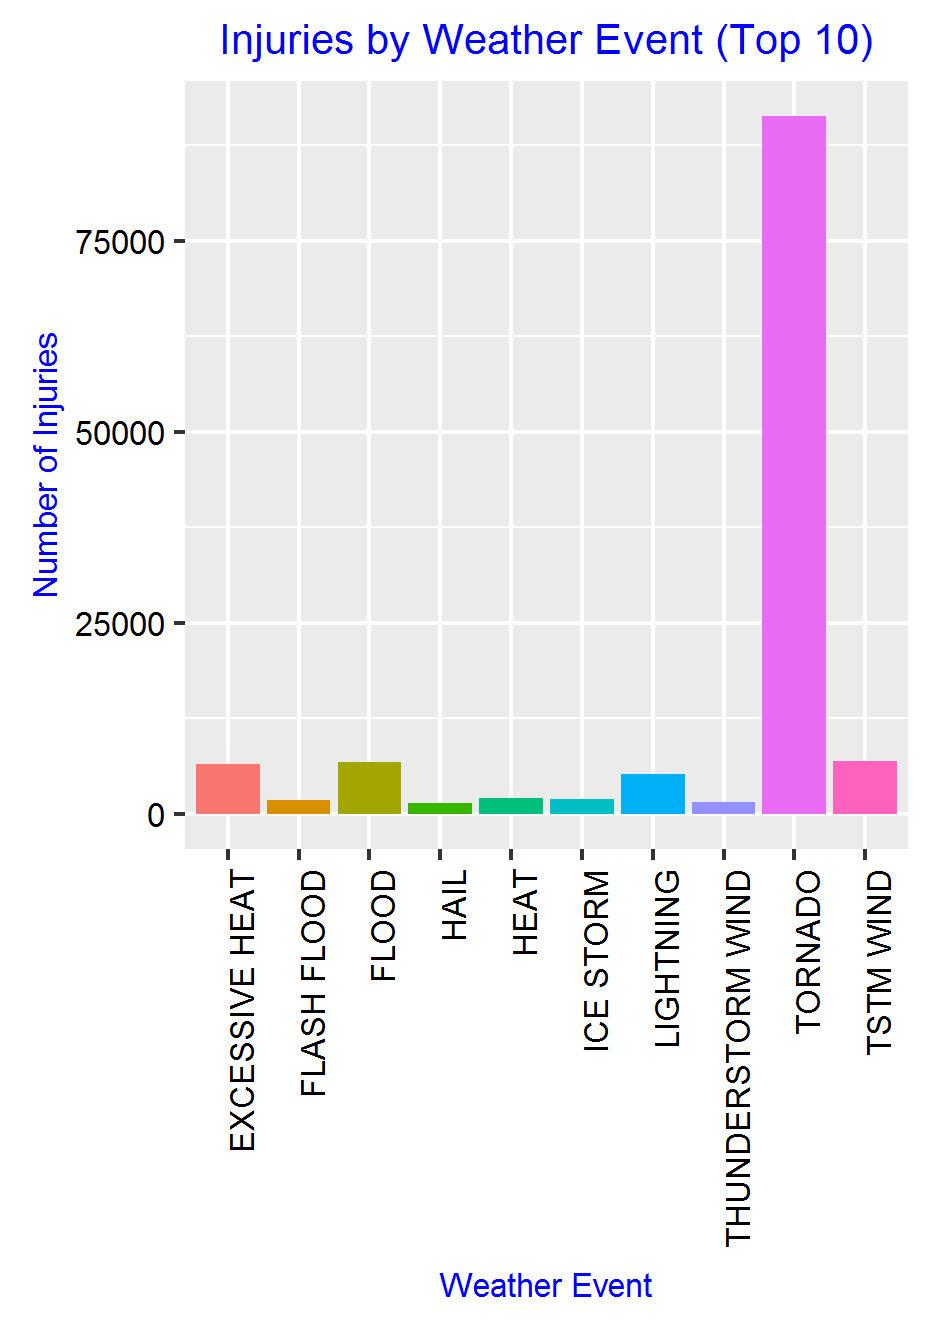 Injuries by Weather Event (Top 10)
Number of Injuries
75000
50000
25000
0
EXCESSIVE HEAT
FLASH FLOOD
FLOOD
HAIL
HEAT
ICE STORM
LIGHTNING
THUNDERSTORM WIND
TORNADO
TSTM WIND
Weather Event